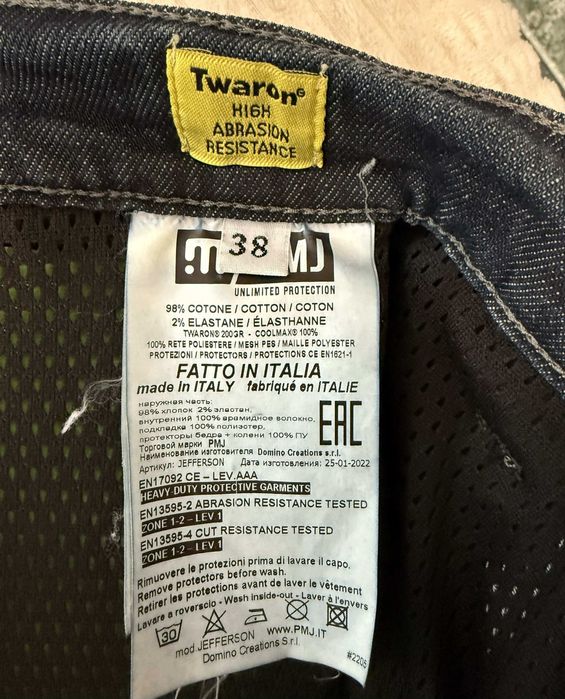 Twaron®
HIGH
ABRASION
RESISTANCE
38
PMJ
UNLIMITED PROTECTION
98% COTONE / COTTON / COTON
2% ELASTANE / ÉLASTHANNE
TWARON® 200GR - COOLMAX® 100%
100% RETE POLIESTERE / MESH PES / MAILLE POLYESTER
PROTEZIONI / PROTECTORS / PROTECTIONS CE EN1621-1
FATTO IN ITALIA
made in ITALY fabriqué en ITALIE
наружная часть:
98% хлопок 2% эластан,
внутренний 100% арамидное волокно,
подкладка 100% полиэстер,
протекторы бедра + колени 100% ПУ
Торговой марки PMJ
Наименование изготовителя Domino Creations s.r.l.
Артикул: JEFFERSON Дата изготовления: 25-01-2022
EAC
EN17092 CE – LEV.AAA
HEAVY DUTY PROTECTIVE GARMENTS
EN13595-2 ABRASION RESISTANCE TESTED
ZONE 1-2 – LEV 1
EN13595-4 CUT RESISTANCE TESTED
ZONE 1-2 – LEV 1
Rimuovere le protezioni prima di lavare il capo.
Remove protectors before wash.
Retirer les protections avant de laver le vêtement
Lavare a rovescio - Wash inside-out - Laver à l'envers
30
mod.JEFFERSON www.PMJ.IT
Domino Creations S.r.l.
#2205